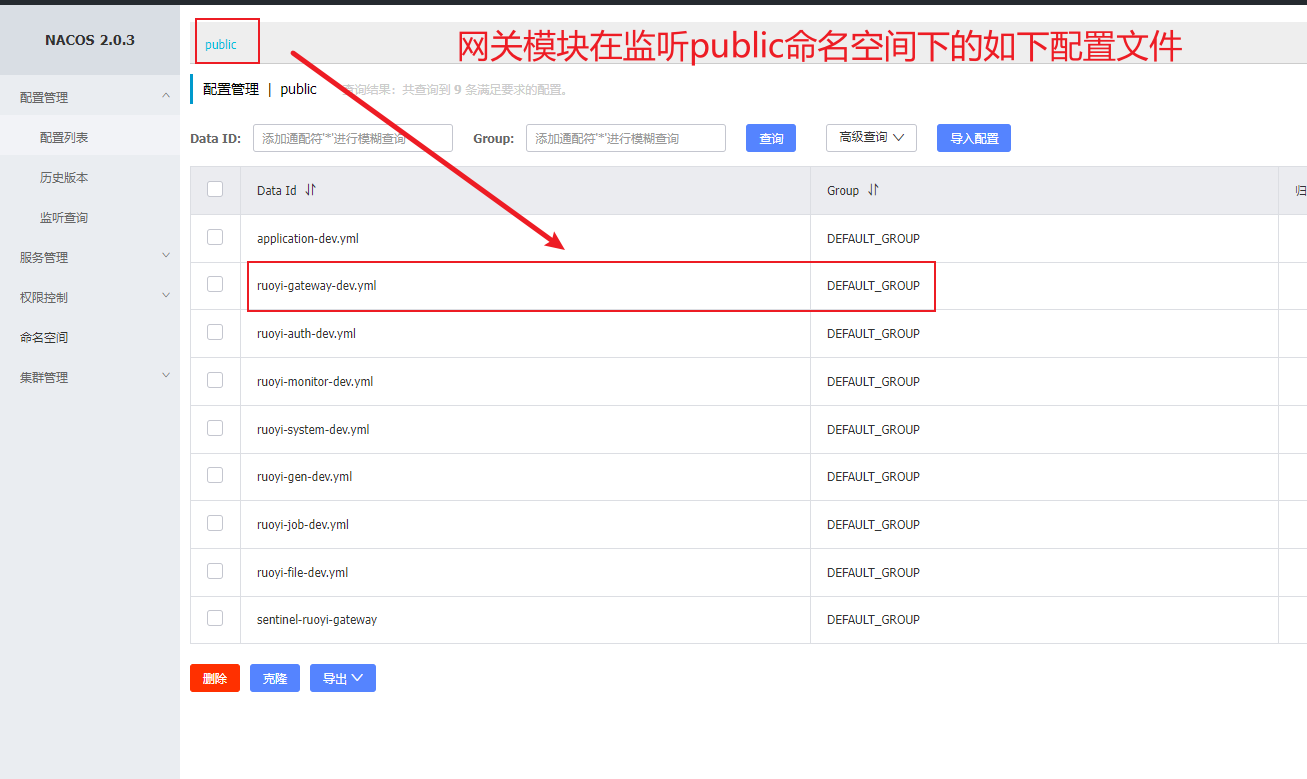 NACOS 2.0.3
public
网关模块在监听public命名空间下的如下配置文件
配置管理
配置列表
历史版本
监听查询
服务管理
权限控制
命名空间
集群管理
配置管理 | public 查询结果：共查询到 9 条满足要求的配置。
Data ID: 添加通配符'*'进行模糊查询 Group: 添加通配符'*'进行模糊查询 查询 高级查询 导入配置
Data Id Group 归
application-dev.yml DEFAULT_GROUP
ruoyi-gateway-dev.yml DEFAULT_GROUP
ruoyi-auth-dev.yml DEFAULT_GROUP
ruoyi-monitor-dev.yml DEFAULT_GROUP
ruoyi-system-dev.yml DEFAULT_GROUP
ruoyi-gen-dev.yml DEFAULT_GROUP
ruoyi-job-dev.yml DEFAULT_GROUP
ruoyi-file-dev.yml DEFAULT_GROUP
sentinel-ruoyi-gateway DEFAULT_GROUP
删除 克隆 导出